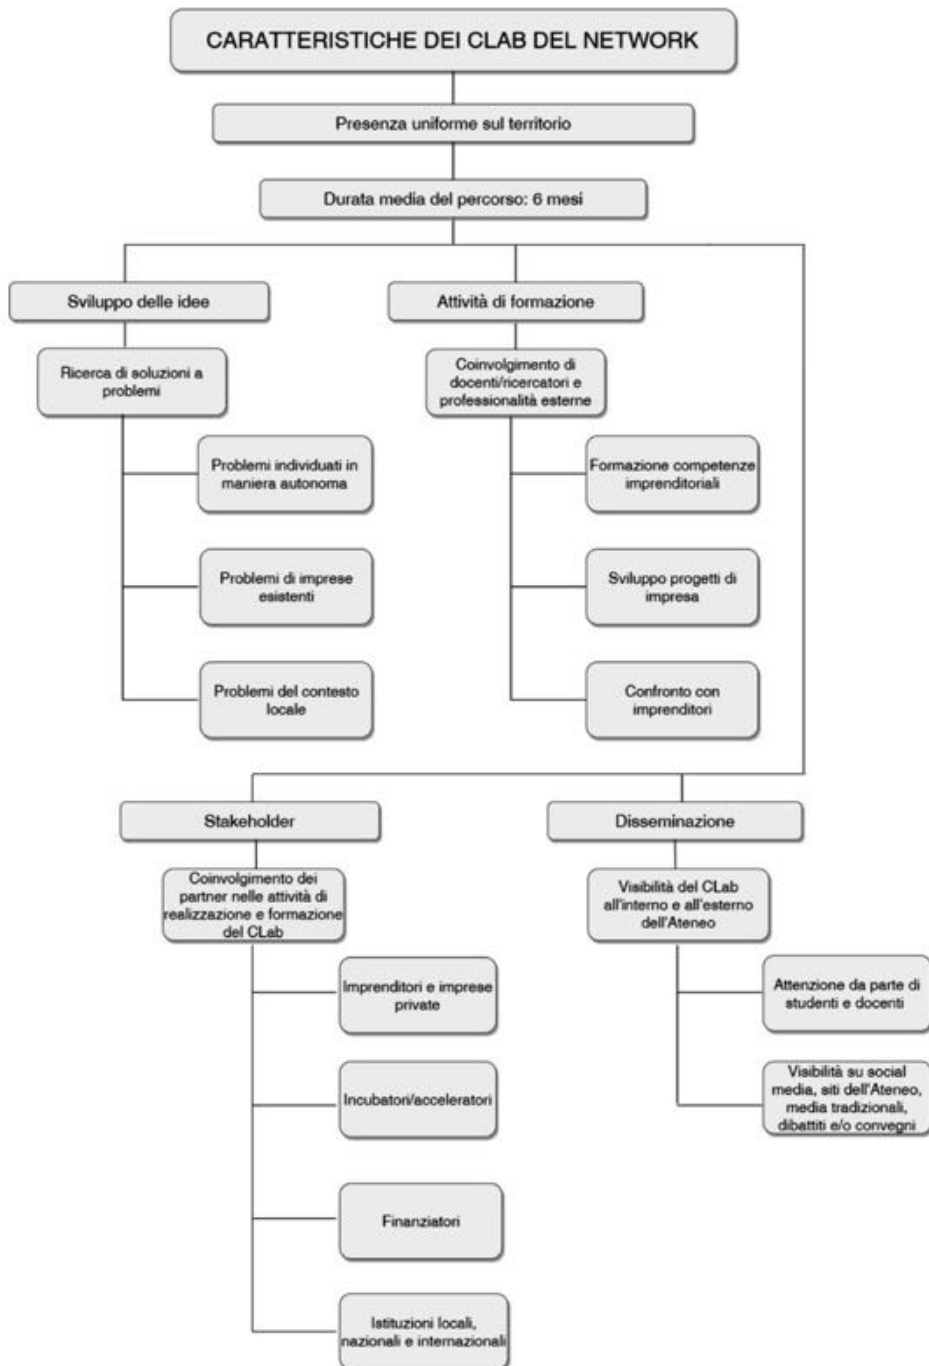 CARATTERISTICHE DEI CLAB DEL NETWORK
Presenza uniforme sul territorio
Durata media del percorso: 6 mesi
Sviluppo delle idee
Ricerca di soluzioni a
problemi
Problemi individuati in
maniera autonoma
Problemi di imprese
esistenti
Problemi del contesto
locale
Attività di formazione
Coinvolgimento di
docenti/ricercatori e
professionalità esterne
Formazione competenze
imprenditoriali
Sviluppo progetti di
impresa
Confronto con
imprenditori
Stakeholder
Coinvolgimento dei
partner nelle attività di
realizzazione e formazione
del CLab
Imprenditori e imprese
private
Incubatori/acceleratori
Finanziatori
Istituzioni locali,
nazionali e internazionali
Disseminazione
Visibilità del CLab
all'interno e all'esterno
dell'Ateneo
Attenzione da parte di
studenti e docenti
Visibilità su social
media, siti dell'Ateneo,
media tradizionali,
dibattiti e/o convegni